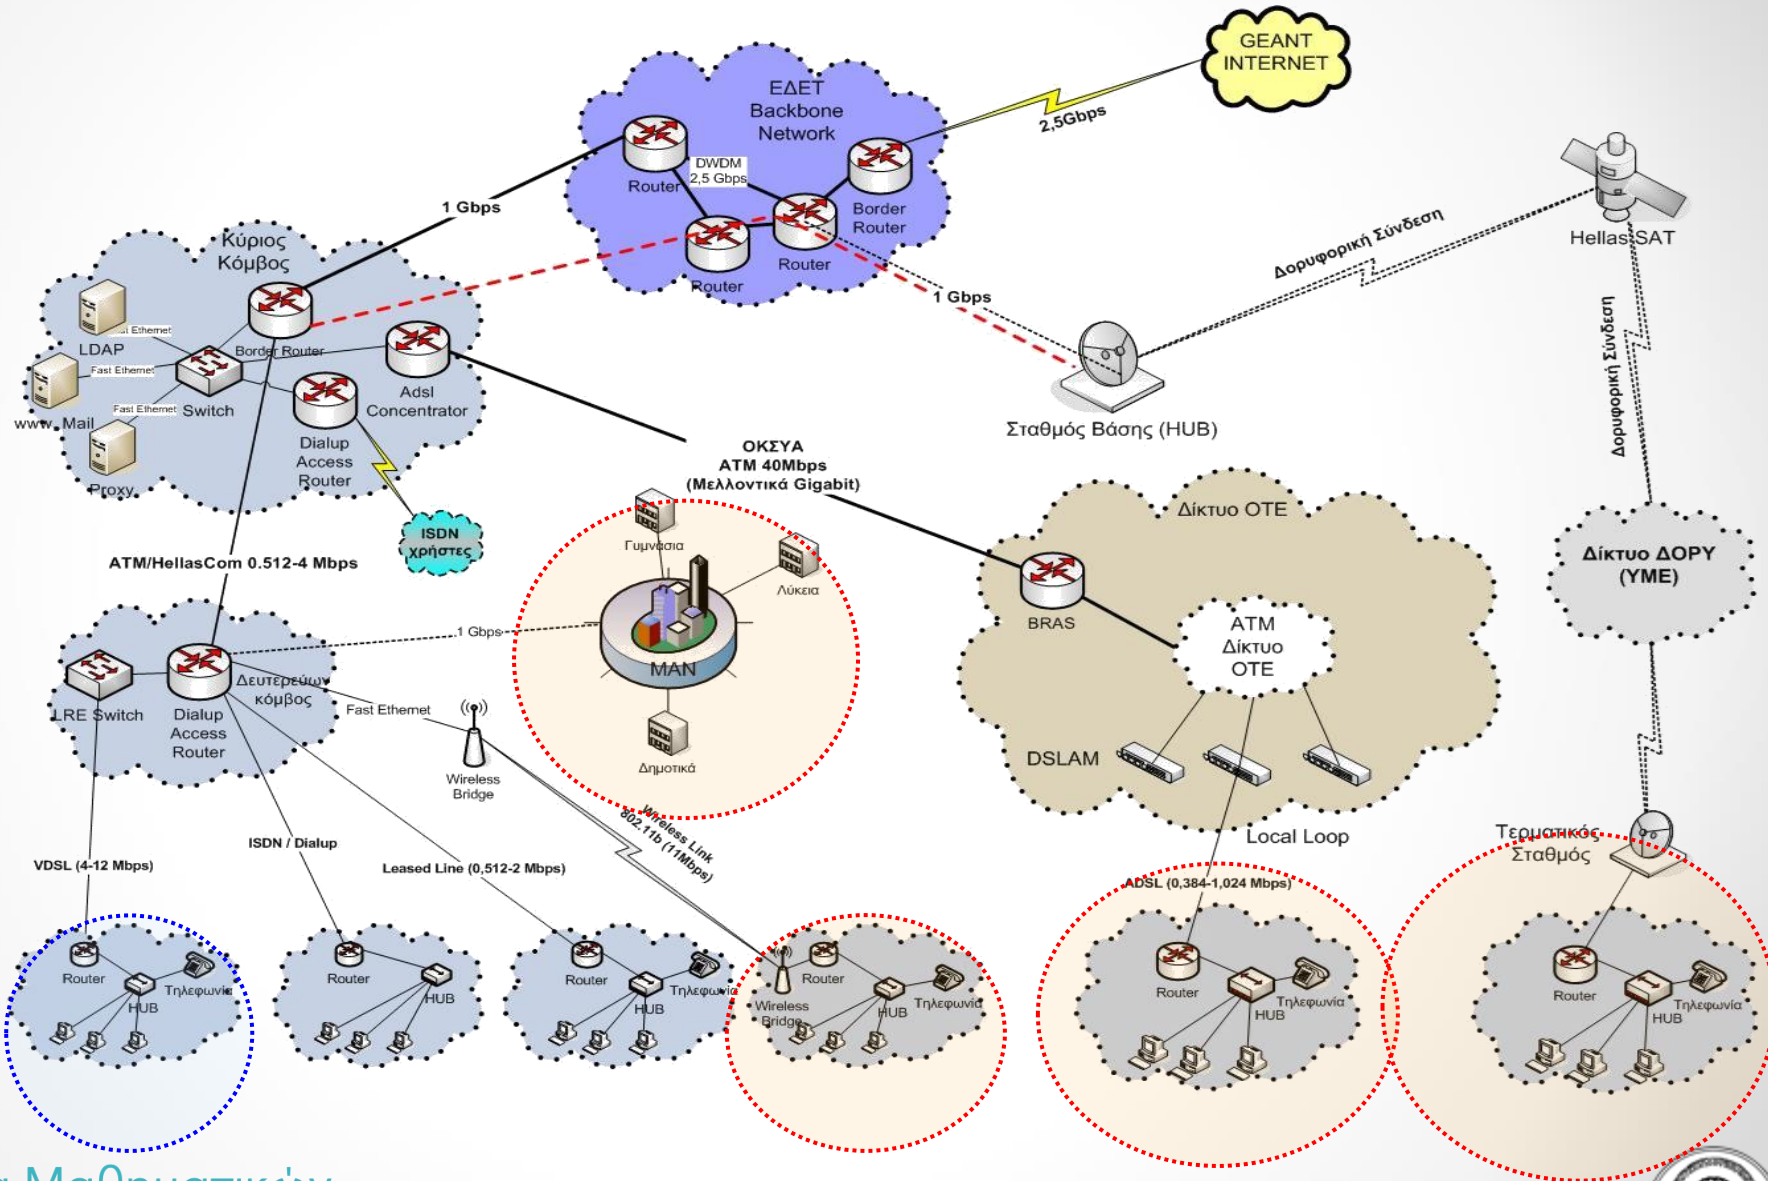 GEANT
INTERNET
ΕΔΕΤ
Backbone
Network
2,5Gbps
DWDM
2,5 Gbps
Router
Border
Router
Router
Router
1 Gbps
1 Gbps
Hellas SAT
Δορυφορική Σύνδεση
Δορυφορική Σύνδεση
Σταθμός Βάσης (HUB)
Κύριος
Κόμβος
LDAP
Ethernet
Border Router
Fast Ethernet
www, Mail
Fast Ethernet
Switch
Proxy
Adsl
Concentrator
Dialup
Access
Router
ISDN
χρήστες
ΟΚΣΥΑ
ATM 40Mbps
(Μελλοντικά Gigabit)
ATM/HellasCom 0.512-4 Mbps
Γυμνάσια
Λύκεια
MAN
Δημοτικά
1 Gbps
Δίκτυο ΟΤΕ
BRAS
ATM
Δίκτυο
ΟΤΕ
DSLAM
Local Loop
Δίκτυο ΔΟΡΥ
(ΥΜΕ)
LRE Switch
Dialup
Access
Router
Δευτερεύων
κόμβος
Fast Ethernet
Wireless
Bridge
Wireless Link
802.11b (11Mbps)
VDSL (4-12 Mbps)
ISDN / Dialup
Leased Line (0,512-2 Mbps)
ADSL (0,384-1,024 Mbps)
Τερματικός
Σταθμός
Router
HUB
Τηλεφωνία
Router
HUB
Router
HUB
Τηλεφωνία
Wireless
Bridge
Router
HUB
Τηλεφωνία
Router
HUB
Τηλεφωνία
Router
HUB
Τηλεφωνία
Μαθηματικών